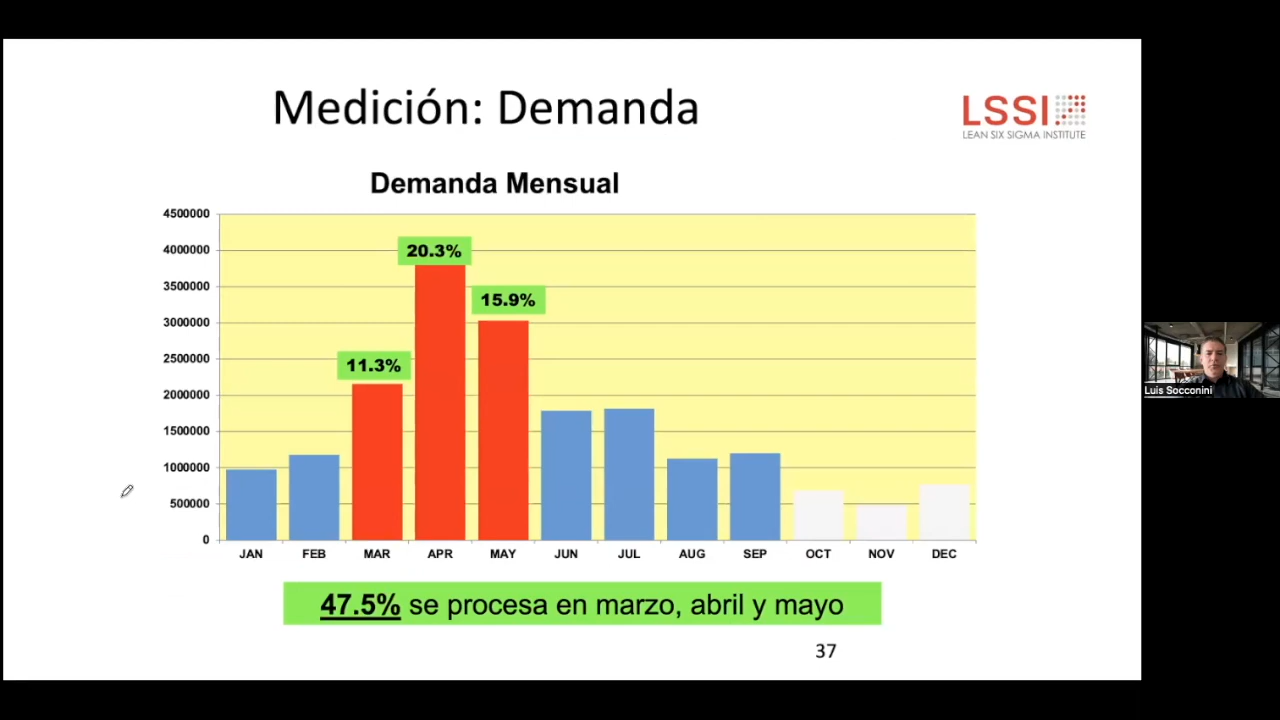 Medición: Demanda
LSSI
LEAN SIX SIGMA INSTITUTE
Demanda Mensual
4500000
4000000
3500000
3000000
2500000
2000000
1500000
1000000
500000
0
20.3%
15.9%
11.3%
JAN FEB MAR APR MAY JUN JUL AUG SEP OCT NOV DEC
47.5% se procesa en marzo, abril y mayo
37
Luis Socconini